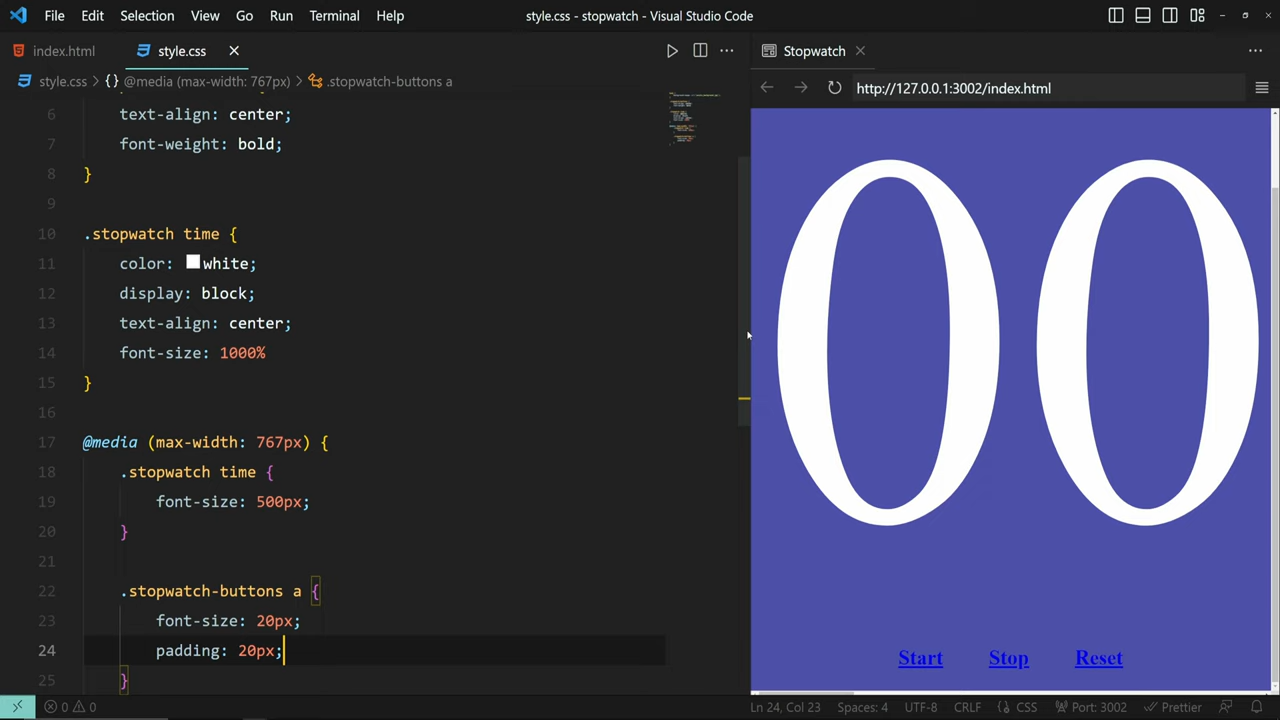 File Edit Selection View Go Run Terminal Help style.css - stopwatch - Visual Studio Code
index.html style.css Stopwatch
style.css > {} @media (max-width: 767px) > .stopwatch-buttons a
http://127.0.0.1:3002/index.html
6 text-align: center;
7 font-weight: bold;
8 }
9
10 .stopwatch time {
11 color: white;
12 display: block;
13 text-align: center;
14 font-size: 1000%
15 }
16
17 @media (max-width: 767px) {
18 .stopwatch time {
19 font-size: 500px;
20 }
21
22 .stopwatch-buttons a {
23 font-size: 20px;
24 padding: 20px;
25 }
00
Start Stop Reset
0 0 Ln 24, Col 23 Spaces: 4 UTF-8 CRLF {} CSS Port: 3002 Prettier